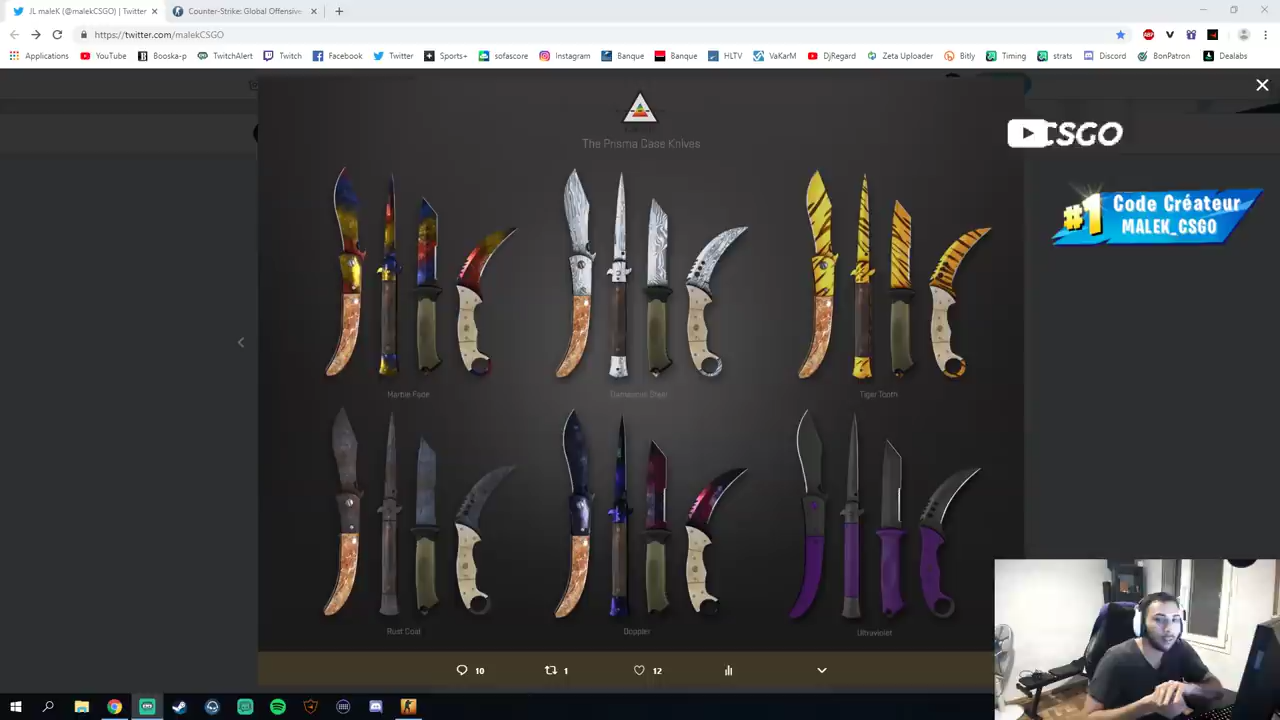 JL maleK (@malekCSGO) | Twitter
Counter-Strike: Global Offensive
https://twitter.com/malekCSGO
Applications YouTube Booska-p TwitchAlert Twitch Facebook Twitter Sports+ sofascore Instagram Banque Banque HLTV VaKarM DjRegard Zeta Uploader Bitly Timing strats Discord BonPatron Dealabs
The Prisma Case Knives
CSGO
#1 Code Créateur
MALEK_CSGO
Marble Fade Damascus Steel Tiger Tooth
Rust Coat Doppler Ultraviolet
10 1 12